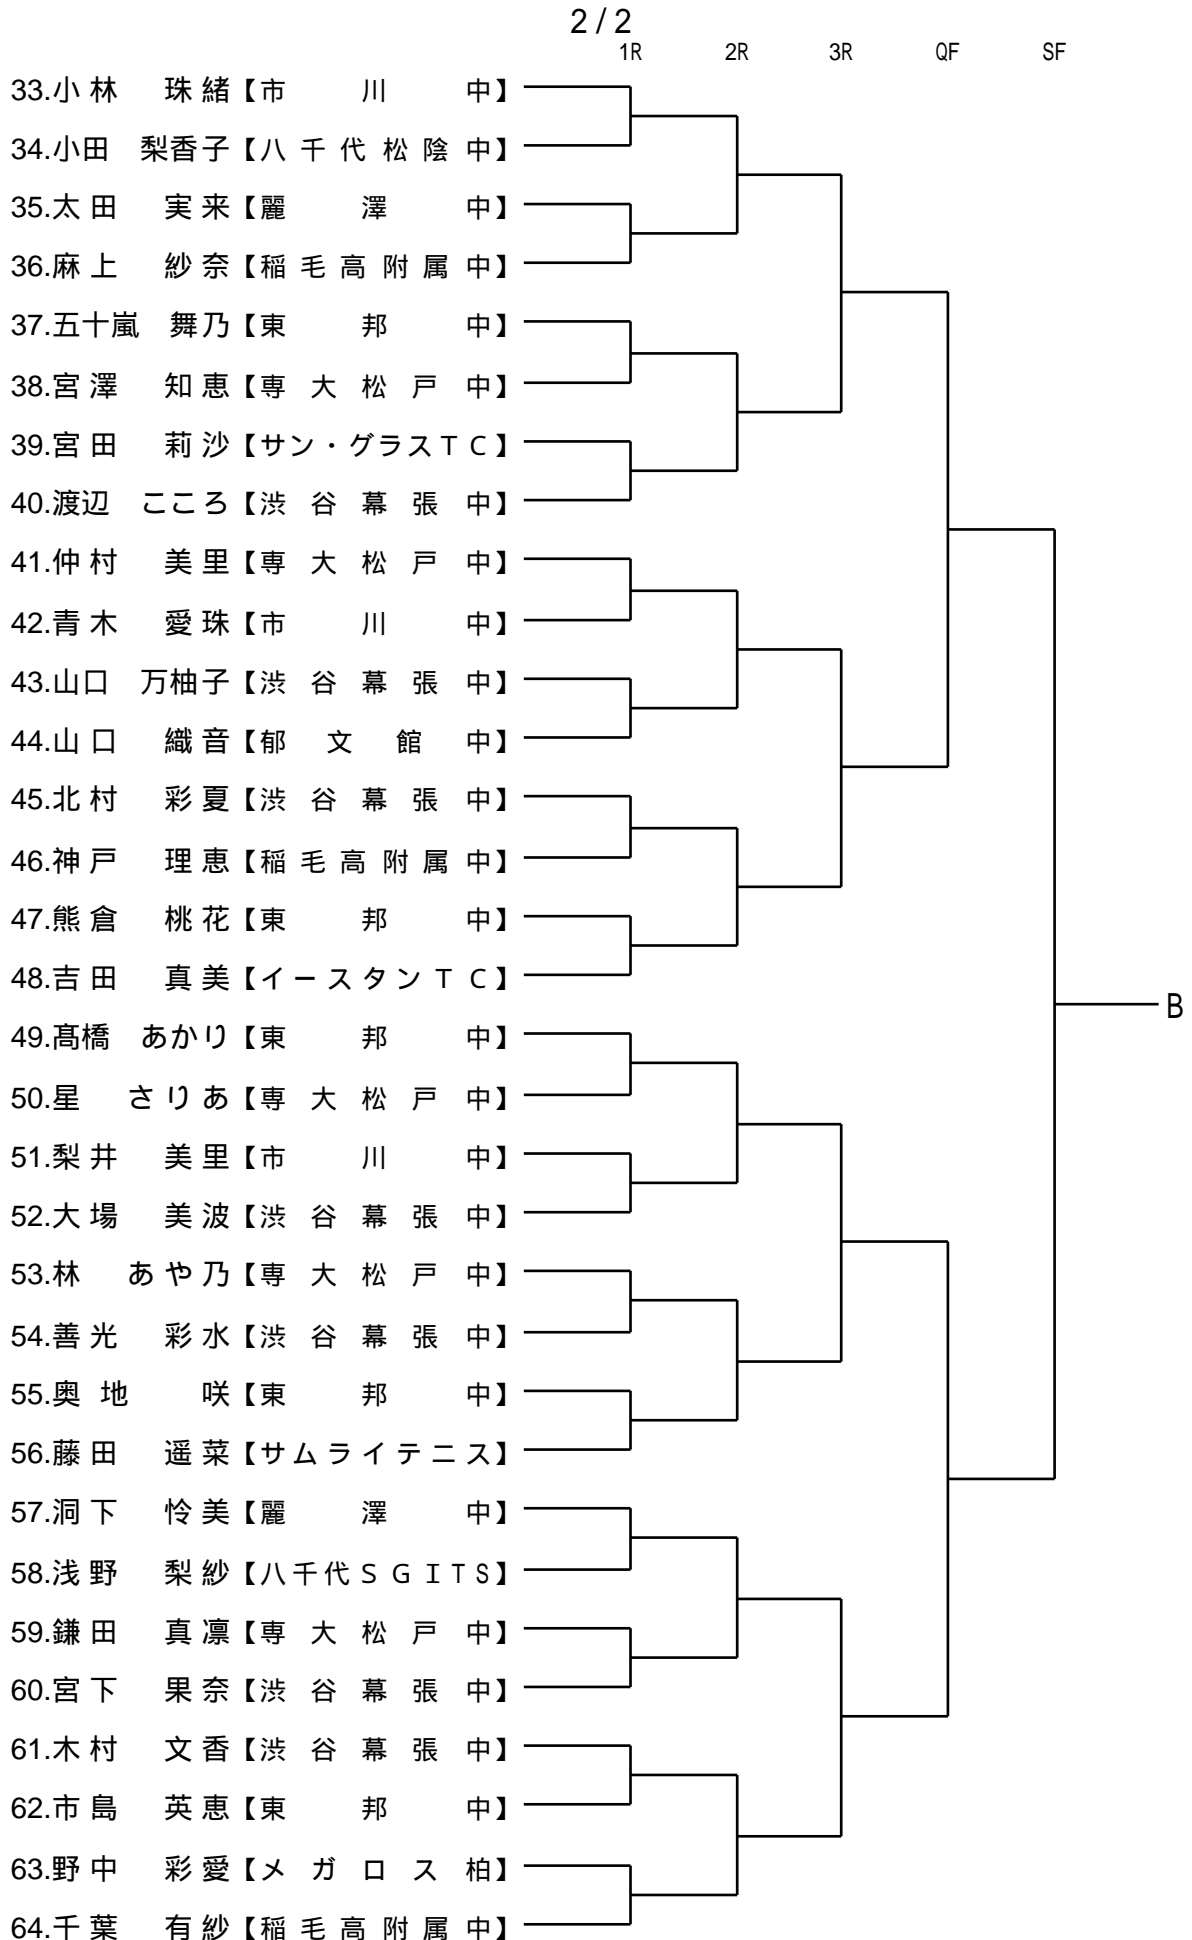 2 / 2
1R 2R 3R QF SF
33.小林 珠緒【市川中】
34.小田 梨香子【八千代松陰中】
35.太田 実来【麗澤中】
36.麻上 紗奈【稲毛高附属中】
37.五十嵐 舞乃【東邦中】
38.宮澤 知恵【専大松戸中】
39.宮田 莉沙【サン・グラスＴＣ】
40.渡辺 こころ【渋谷幕張中】
41.仲村 美里【専大松戸中】
42.青木 愛珠【市川中】
43.山口 万柚子【渋谷幕張中】
44.山口 織音【郁文館中】
45.北村 彩夏【渋谷幕張中】
46.神戸 理恵【稲毛高附属中】
47.熊倉 桃花【東邦中】
48.吉田 真美【イースタンＴＣ】
B
49.髙橋 あかり【東邦中】
50.星 さりあ【専大松戸中】
51.梨井 美里【市川中】
52.大場 美波【渋谷幕張中】
53.林 あや乃【専大松戸中】
54.善光 彩水【渋谷幕張中】
55.奥地 咲【東邦中】
56.藤田 遥菜【サムライテニス】
57.洞下 怜美【麗澤中】
58.浅野 梨紗【八千代ＳＧＩＴＳ】
59.鎌田 真凛【専大松戸中】
60.宮下 果奈【渋谷幕張中】
61.木村 文香【渋谷幕張中】
62.市島 英恵【東邦中】
63.野中 彩愛【メガロス柏】
64.千葉 有紗【稲毛高附属中】